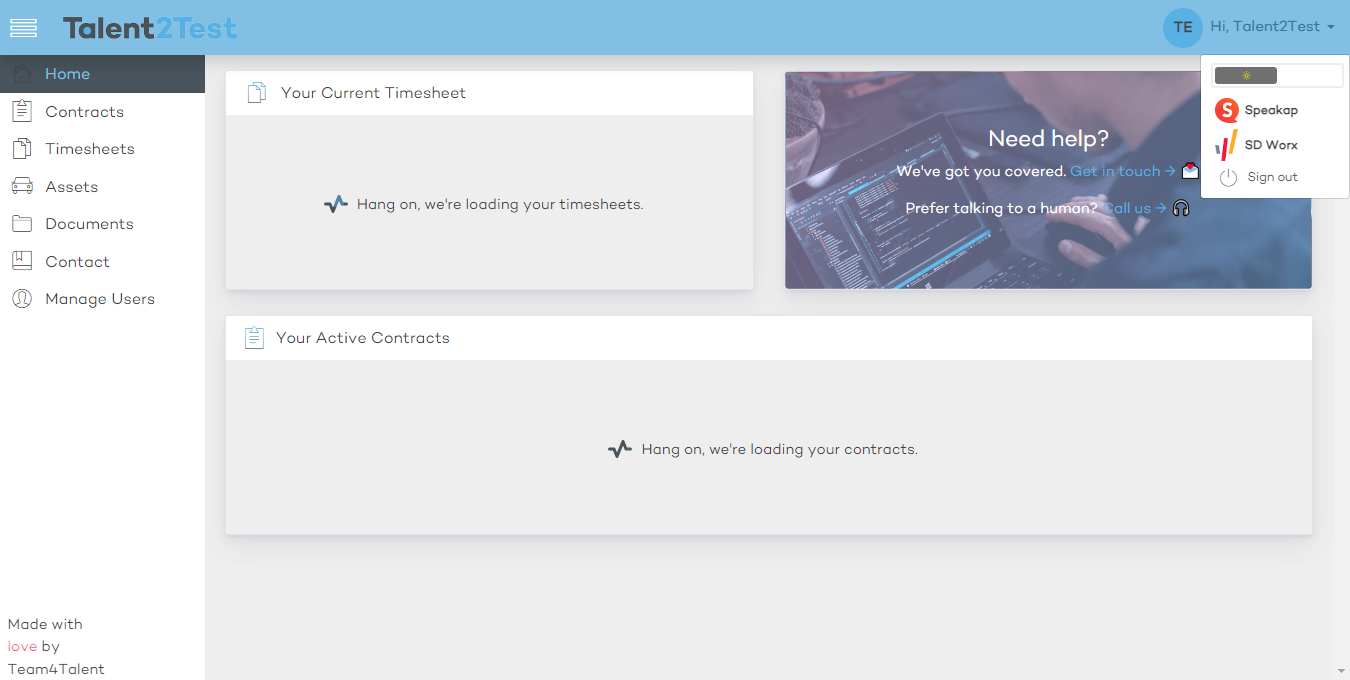 Talent2Test
TE
Hi, Talent2Test
Home
Contracts
Timesheets
Assets
Documents
Contact
Manage Users
Your Current Timesheet
Hang on, we're loading your timesheets.
Need help?
We've got you covered. Get in touch →
Prefer talking to a human? Call us →
Speakap
SD Worx
Sign out
Your Active Contracts
Hang on, we're loading your contracts.
Made with
love by
Team4Talent